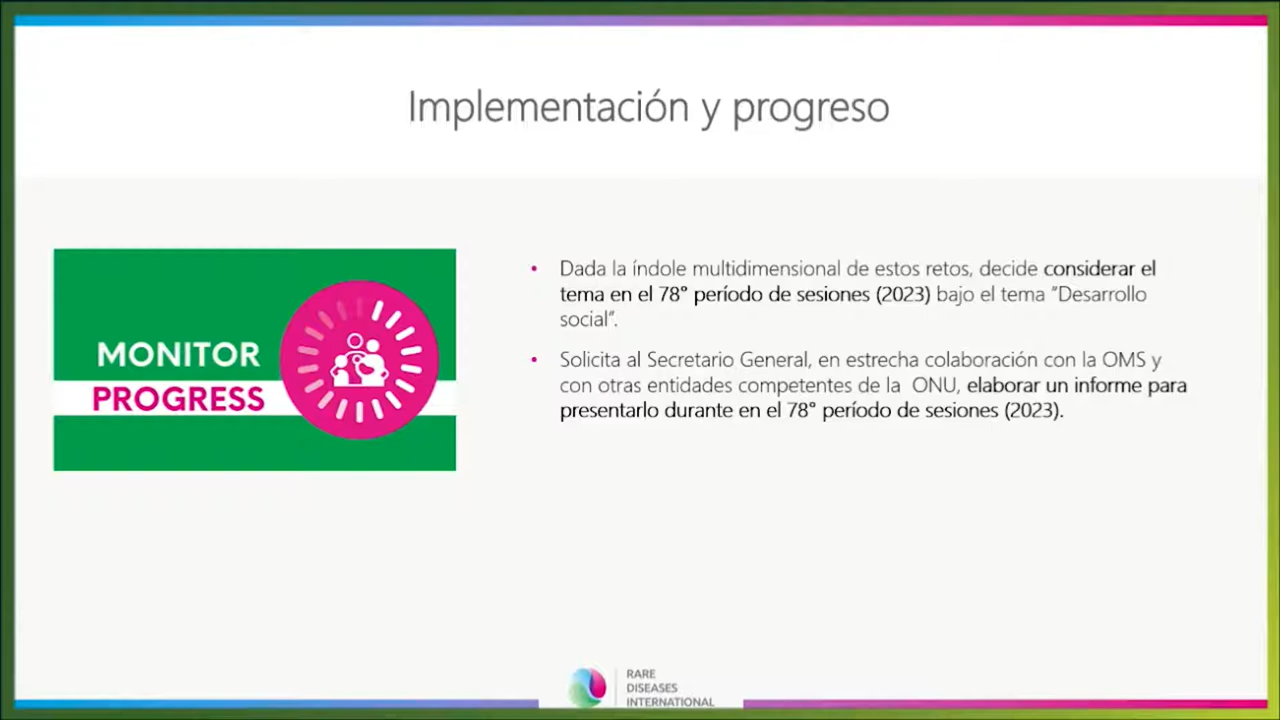 Implementación y progreso
MONITOR
PROGRESS
• Dada la índole multidimensional de estos retos, decide considerar el
tema en el 78° período de sesiones (2023) bajo el tema “Desarrollo
social”.
• Solicita al Secretario General, en estrecha colaboración con la OMS y
con otras entidades competentes de la ONU, elaborar un informe para
presentarlo durante en el 78° período de sesiones (2023).
RARE
DISEASES
INTERNATIONAL